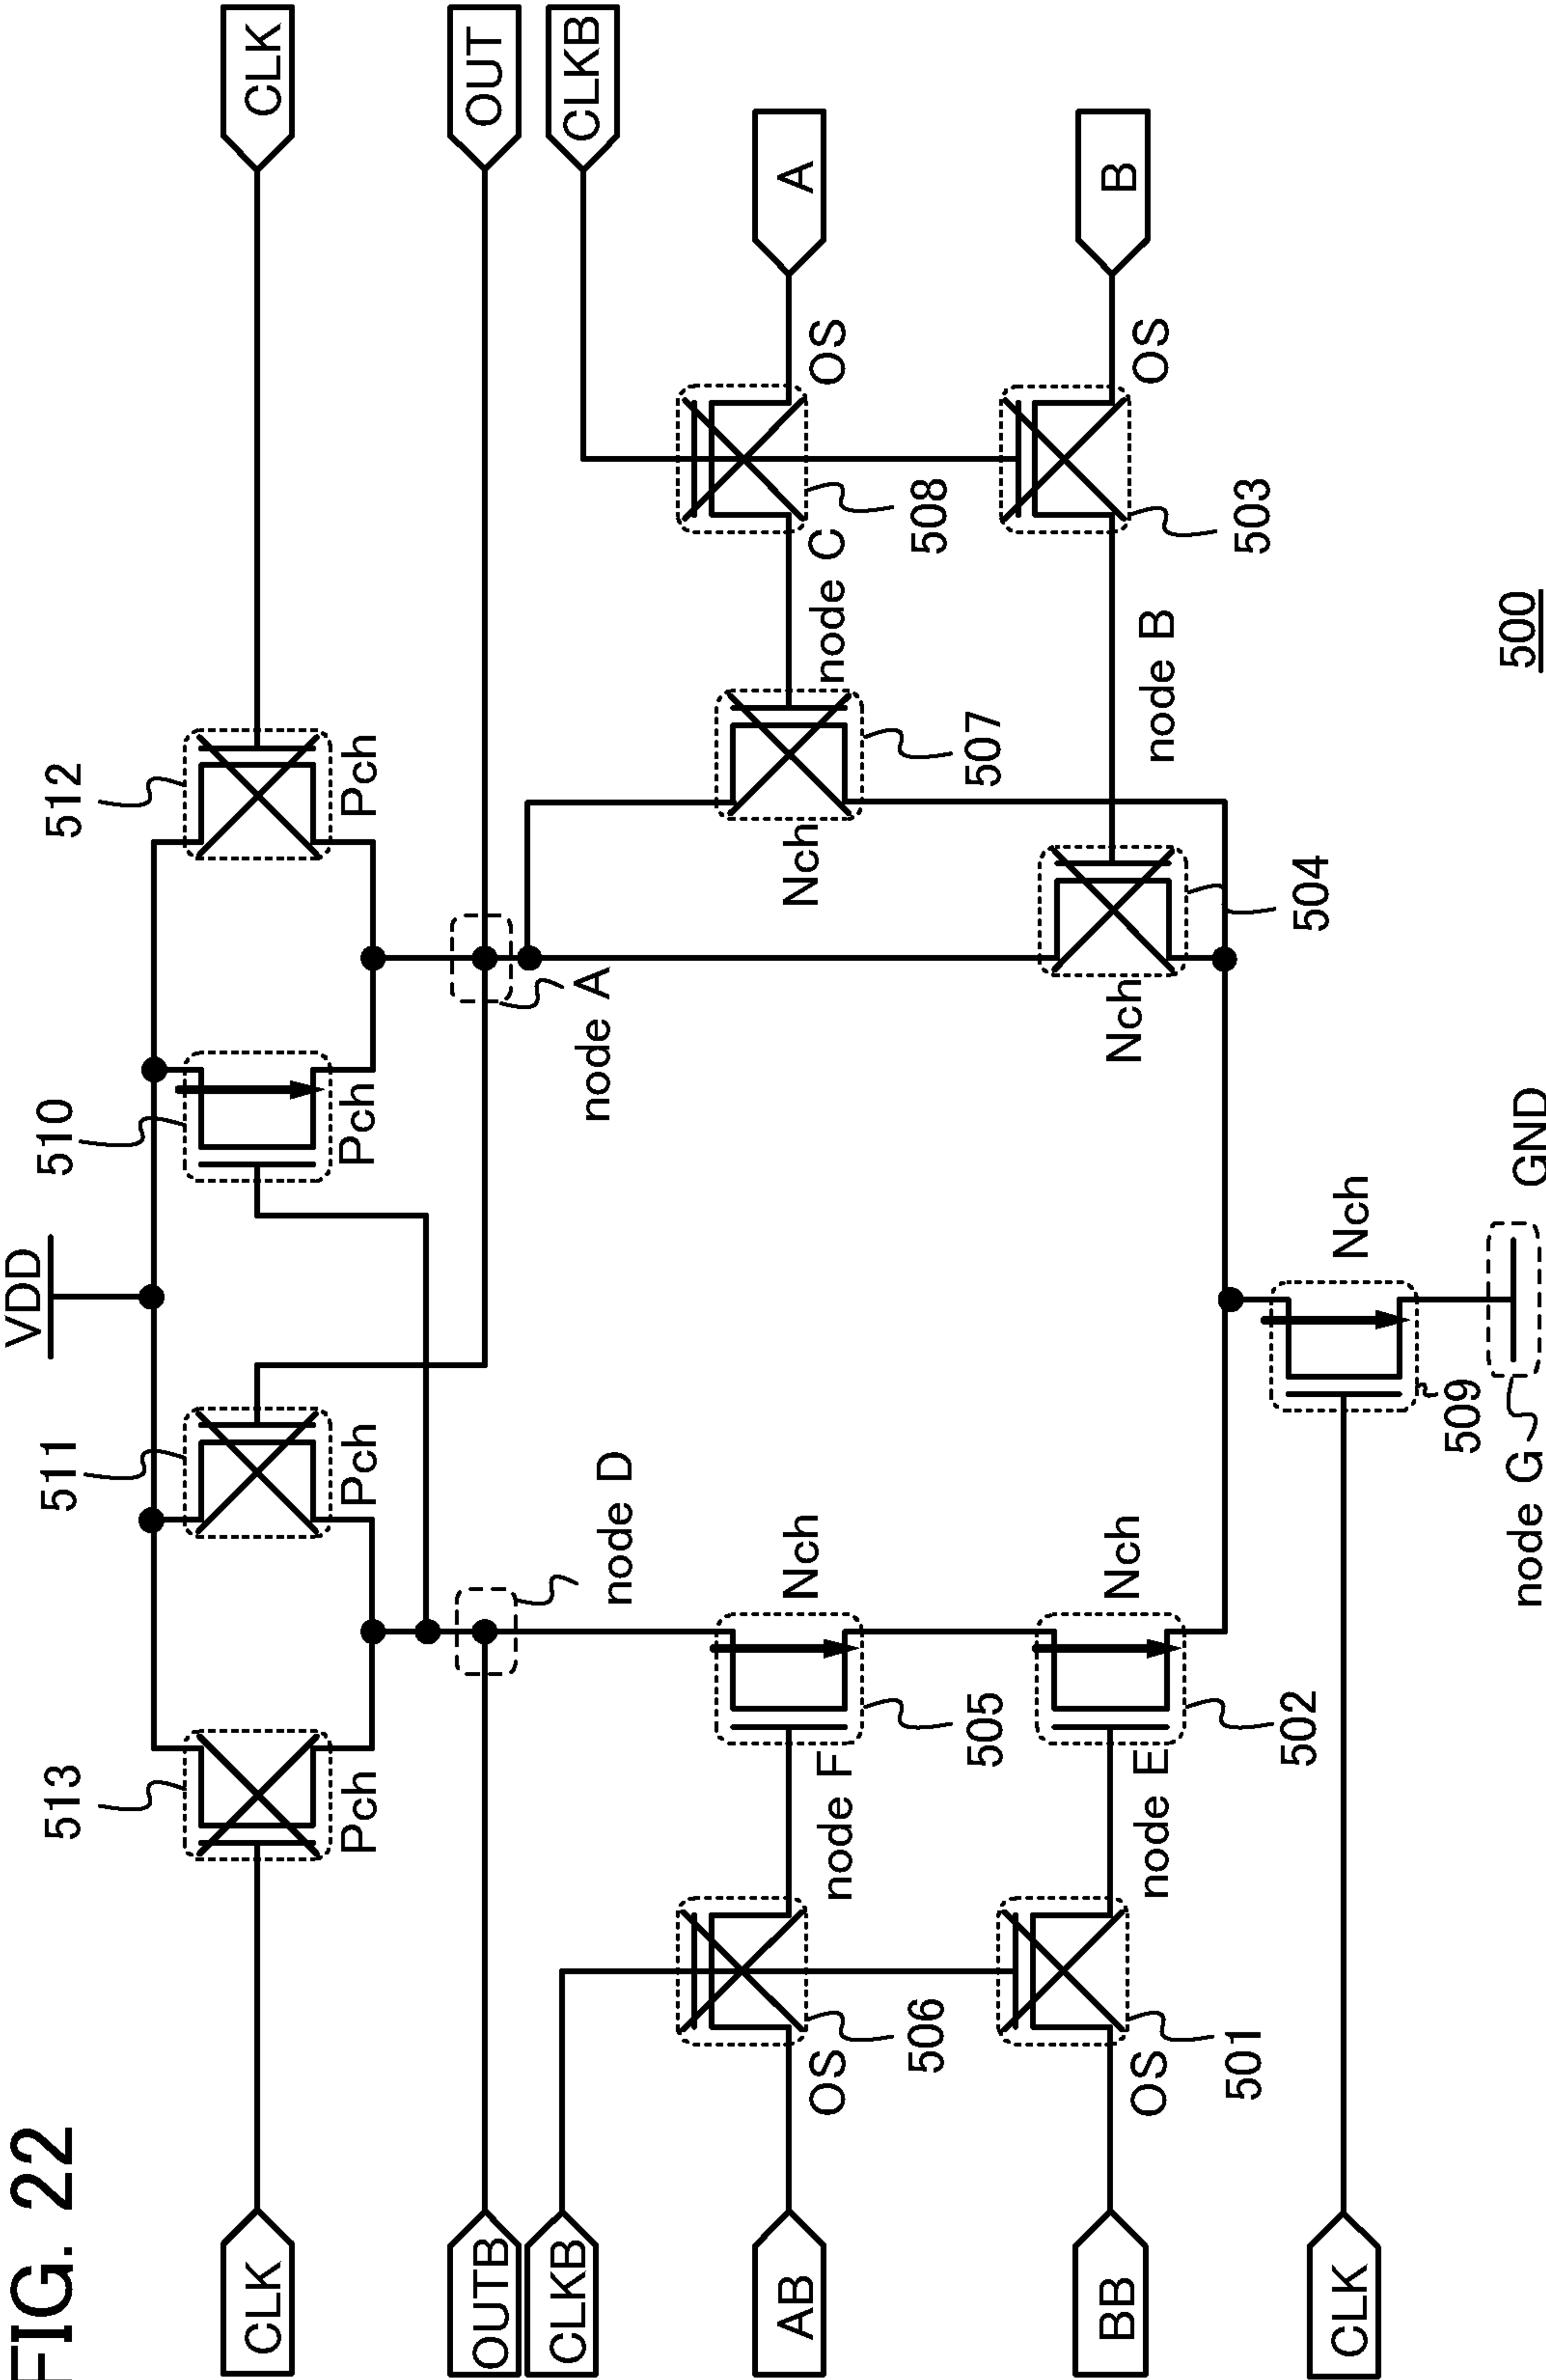 FIG. 22
VDD
513
511
510
512
CLK
CLK
Pch
Pch
Pch
Pch
OUTB
OUT
node D
node A
CLKB
CLKB
AB
OS
506
node F
505
Nch
Nch
507
node C
508
OS
A
BB
OS
501
node E
502
Nch
Nch
504
node B
503
OS
B
CLK
509
Nch
node G
GND
500